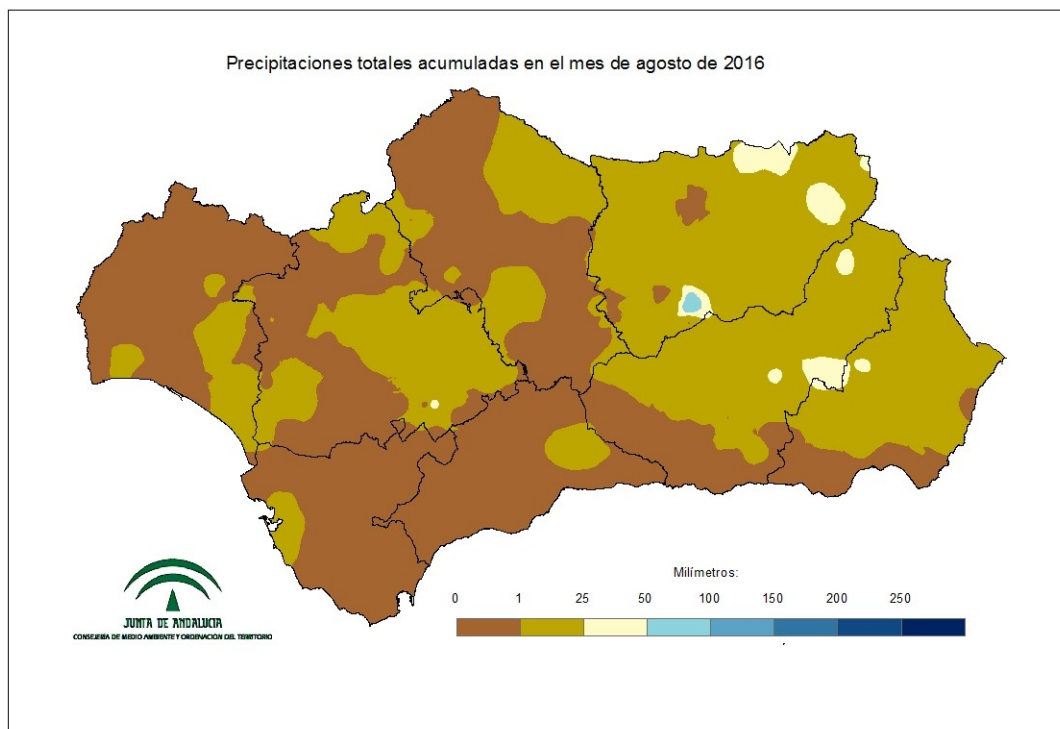 Precipitaciones totales acumuladas en el mes de agosto de 2016
Milímetros:
0 1 25 50 100 150 200 250
JUNTA DE ANDALUCIA
CONSEJERÍA DE MEDIO AMBIENTE Y ORDENACIÓN DEL TERRITORIO